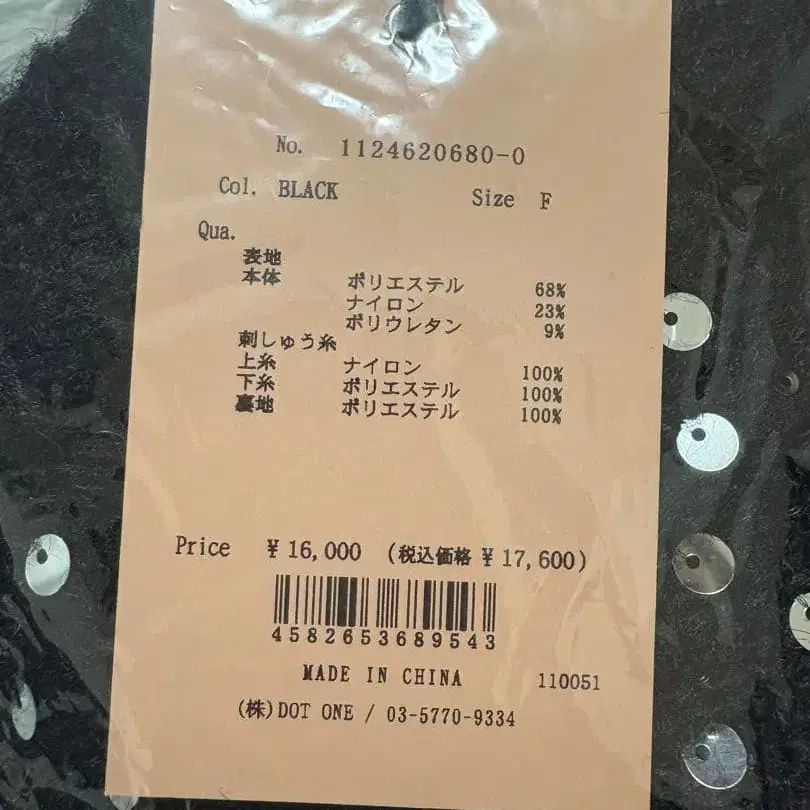 No. 1124620680-0
Col. BLACK Size F
Qua.
表地
本体 ポリエステル 68%
ナイロン 23%
ポリウレタン 9%
刺しゅう糸
上糸 ナイロン 100%
下糸 ポリエステル 100%
裏地 ポリエステル 100%
Price ¥16,000 (税込価格 ¥17,600)
4582653689543
MADE IN CHINA 110051
(株)DOT ONE / 03-5770-9334